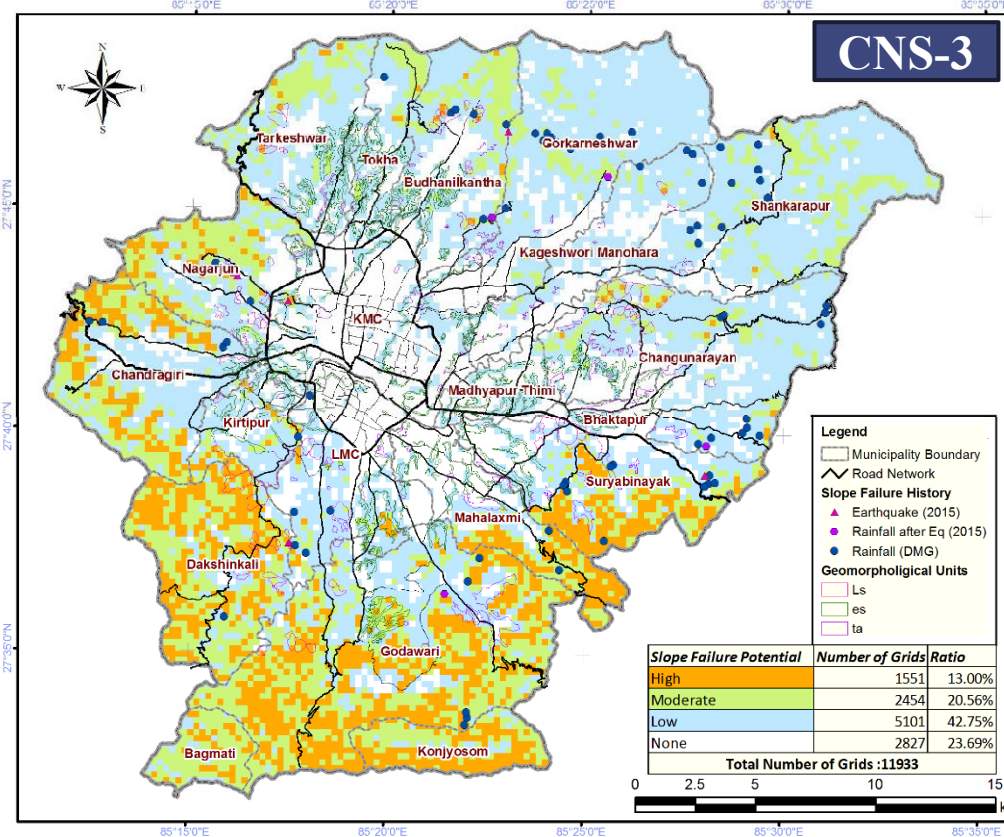 85°15'0"E 85°20'0"E 85°25'0"E 85°30'0"E 85°35'0"E
CNS-3
N
W E
S
Tarkeshwar
Tokha
Gorkarneshwar
Budhanilkantha
27°45'0"N
Shankarapur
Kageshwori Manohara
Nagarjun
KMC
Changunarayan
Chandragiri
Madhyapur Thimi
Bhaktapur
Kirtipur
27°40'0"N
LMC
Suryabinayak
Mahalaxmi
Dakshinkali
Godawari
27°35'0"N
Bagmati
Konjyosom
Legend
Municipality Boundary
Road Network
Slope Failure History
Earthquake (2015)
Rainfall after Eq (2015)
Rainfall (DMG)
Geomorphological Units
Ls
es
ta
Slope Failure Potential Number of Grids Ratio
High 1551 13.00%
Moderate 2454 20.56%
Low 5101 42.75%
None 2827 23.69%
Total Number of Grids :11933
0 2.5 5 10 15
85°15'0"E 85°20'0"E 85°25'0"E 85°30'0"E 85°35'0"E